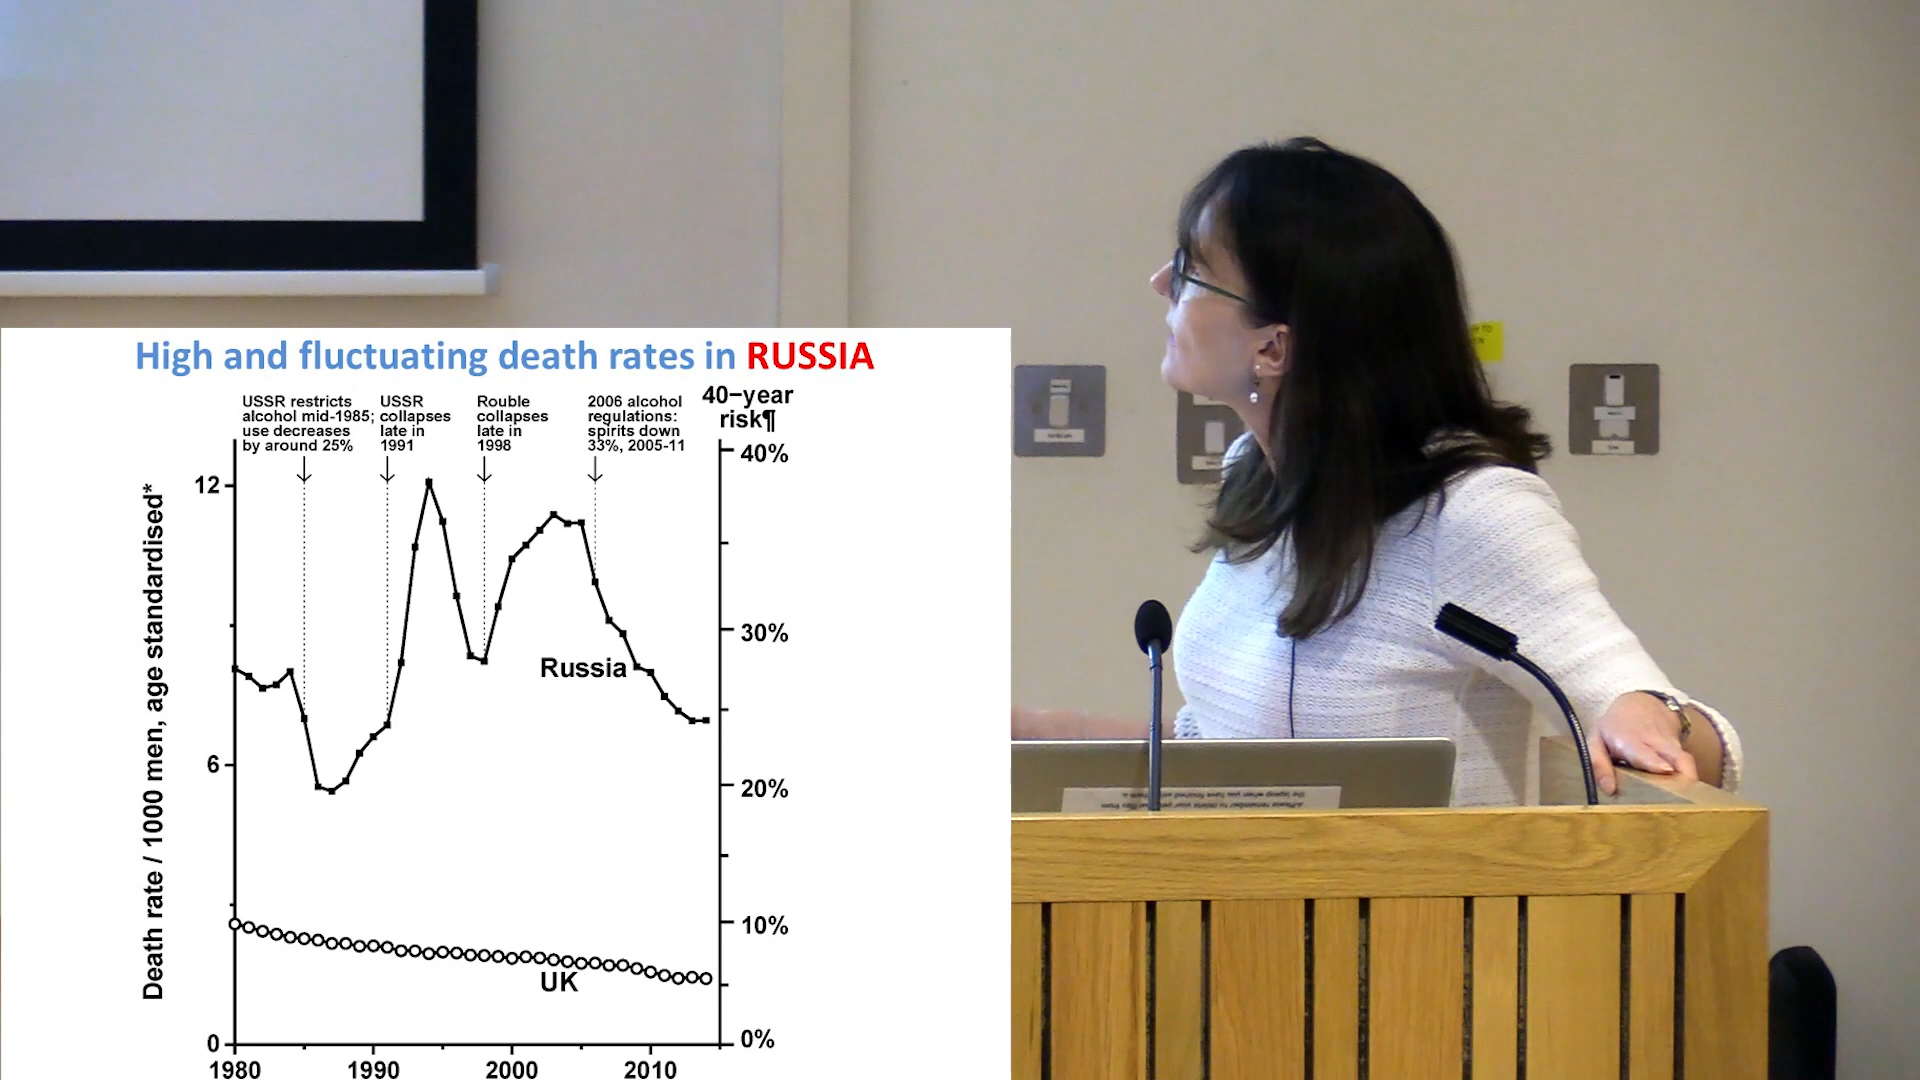 High and fluctuating death rates in RUSSIA
USSR restricts
alcohol mid-1985;
use decreases
by around 25%
USSR
collapses
late in
1991
Rouble
collapses
late in
1998
2006 alcohol
regulations:
spirits down
33%, 2005-11
40−year
risk¶
Death rate / 1000 men, age standardised*
12
6
0
40%
30%
20%
10%
0%
Russia
UK
1980
1990
2000
2010